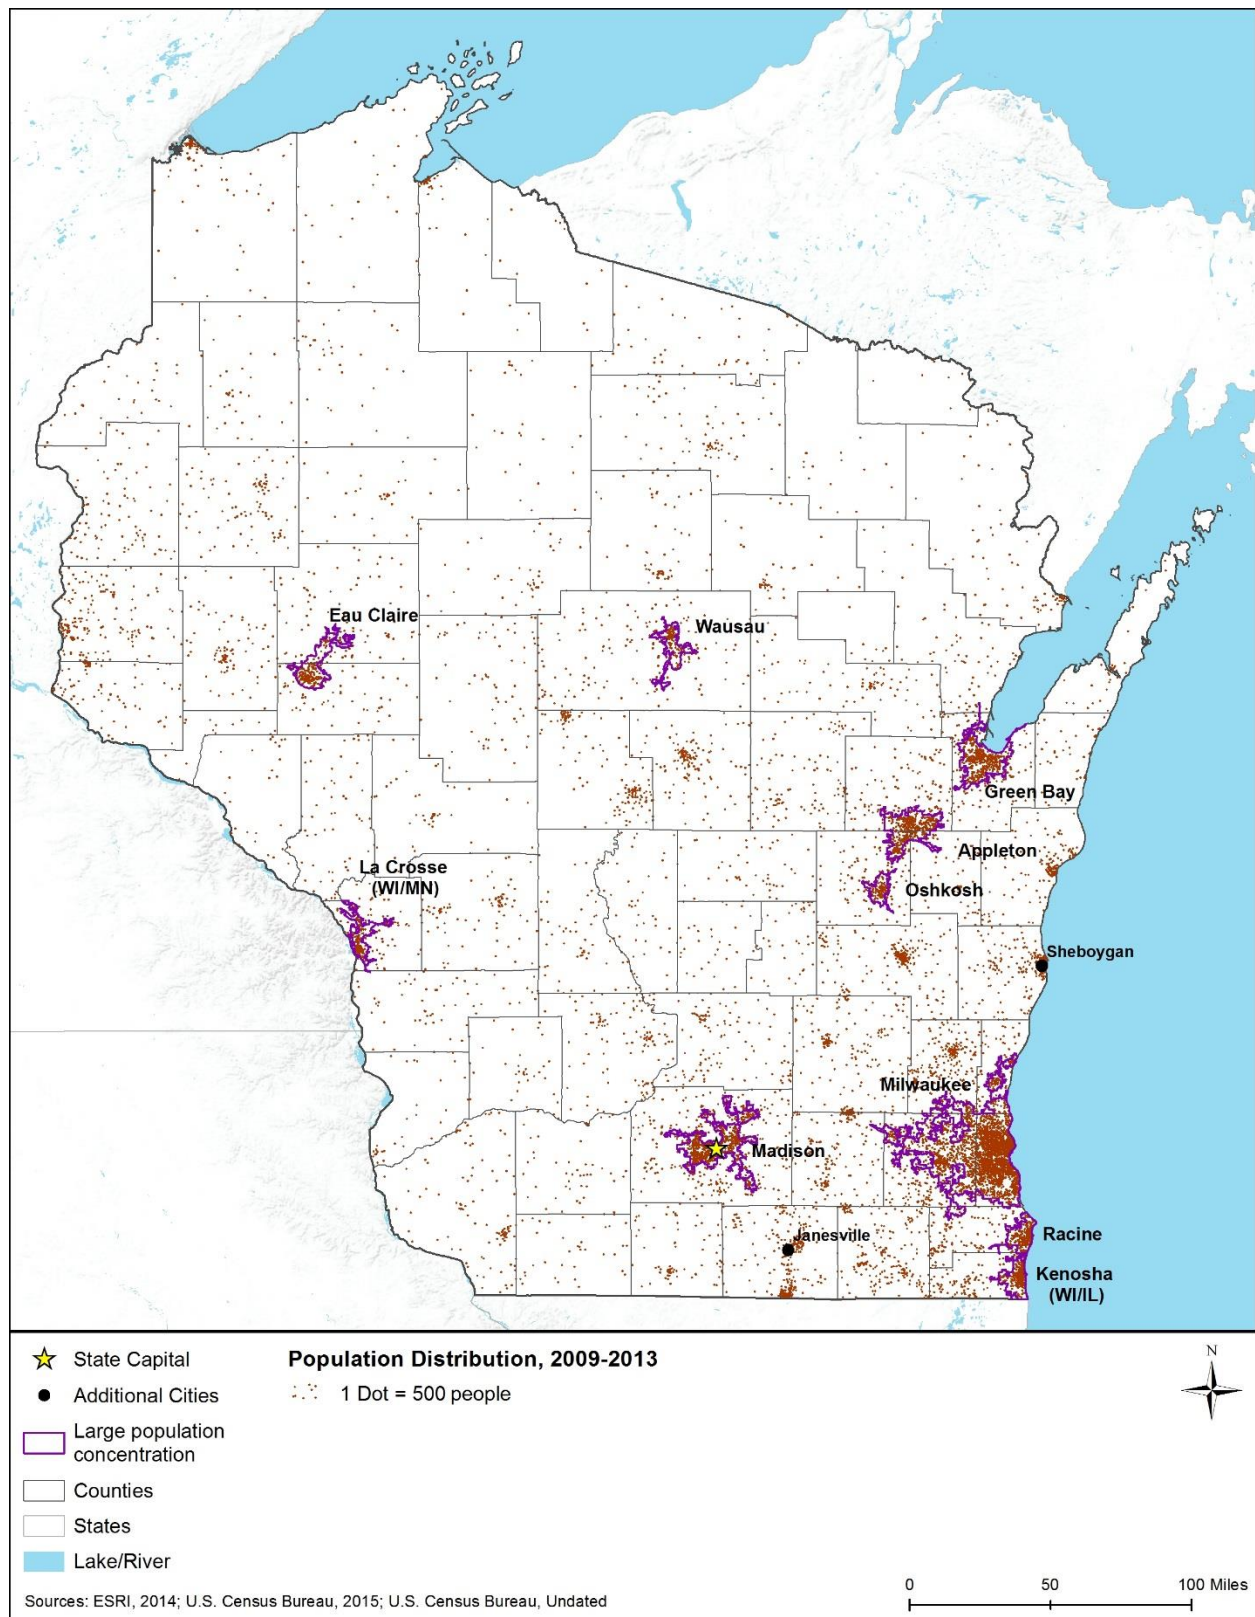 Eau Claire
Wausau
Green Bay
Appleton
Oshkosh
La Crosse
(WI/MN)
Sheboygan
Milwaukee
Madison
Janesville
Racine
Kenosha
(WI/IL)
State Capital
Additional Cities
Large population
concentration
Counties
States
Lake/River
Population Distribution, 2009-2013
1 Dot = 500 people
N
0 50 100 Miles
Sources: ESRI, 2014; U.S. Census Bureau, 2015; U.S. Census Bureau, Undated